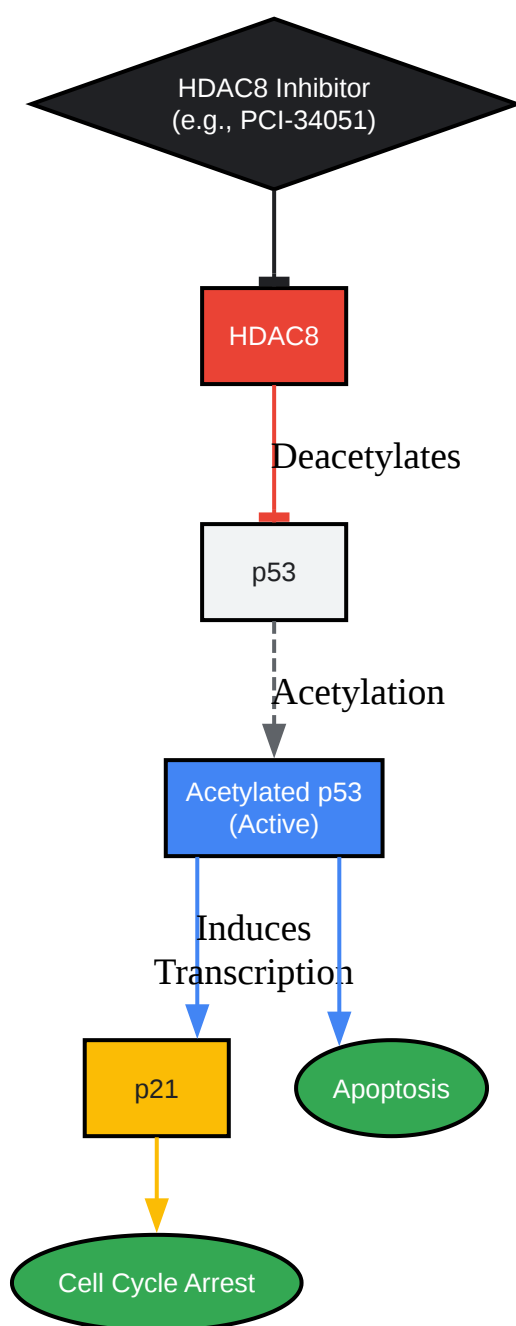 HDAC8 Inhibitor
(e.g., PCI-34051)
HDAC8
Deacetylates
p53
Acetylation
Acetylated p53
(Active)
Induces
Transcription
p21
Apoptosis
Cell Cycle Arrest